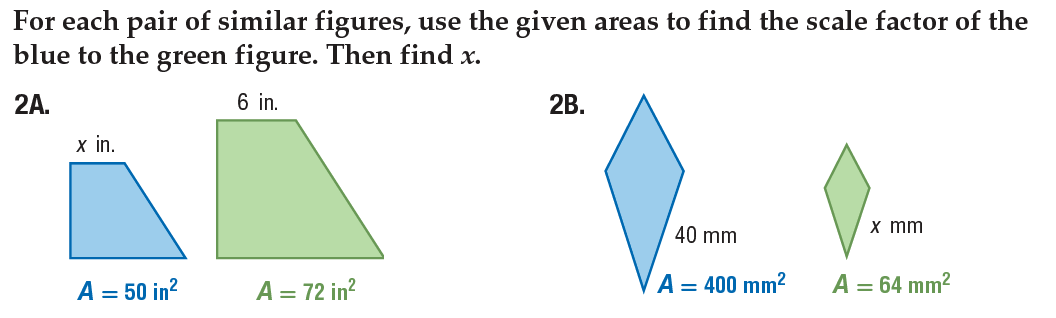 For each pair of similar figures, use the given areas to find the scale factor of the
blue to the green figure. Then find x.
2A.
x in.
6 in.
A = 50 in²
A = 72 in²
2B.
40 mm
x mm
A = 400 mm²
A = 64 mm²